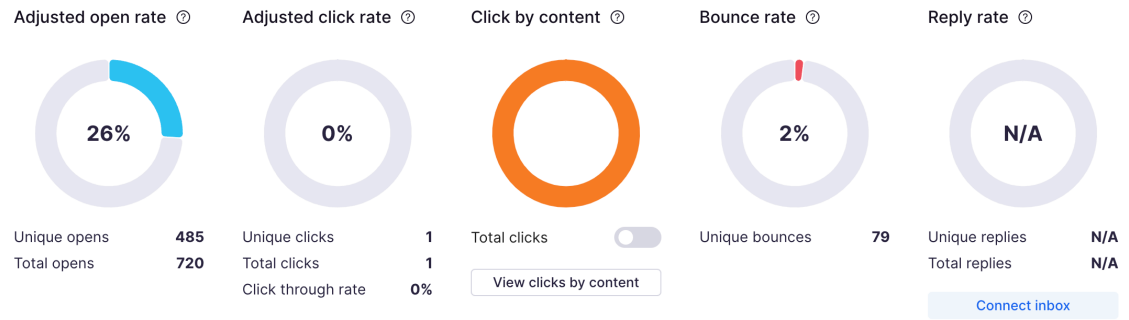 Adjusted open rate
26%
Unique opens 485
Total opens 720
Adjusted click rate
0%
Unique clicks 1
Total clicks 1
Click through rate 0%
Click by content
Total clicks
View clicks by content
Bounce rate
2%
Unique bounces 79
Reply rate
N/A
Unique replies N/A
Total replies N/A
Connect inbox